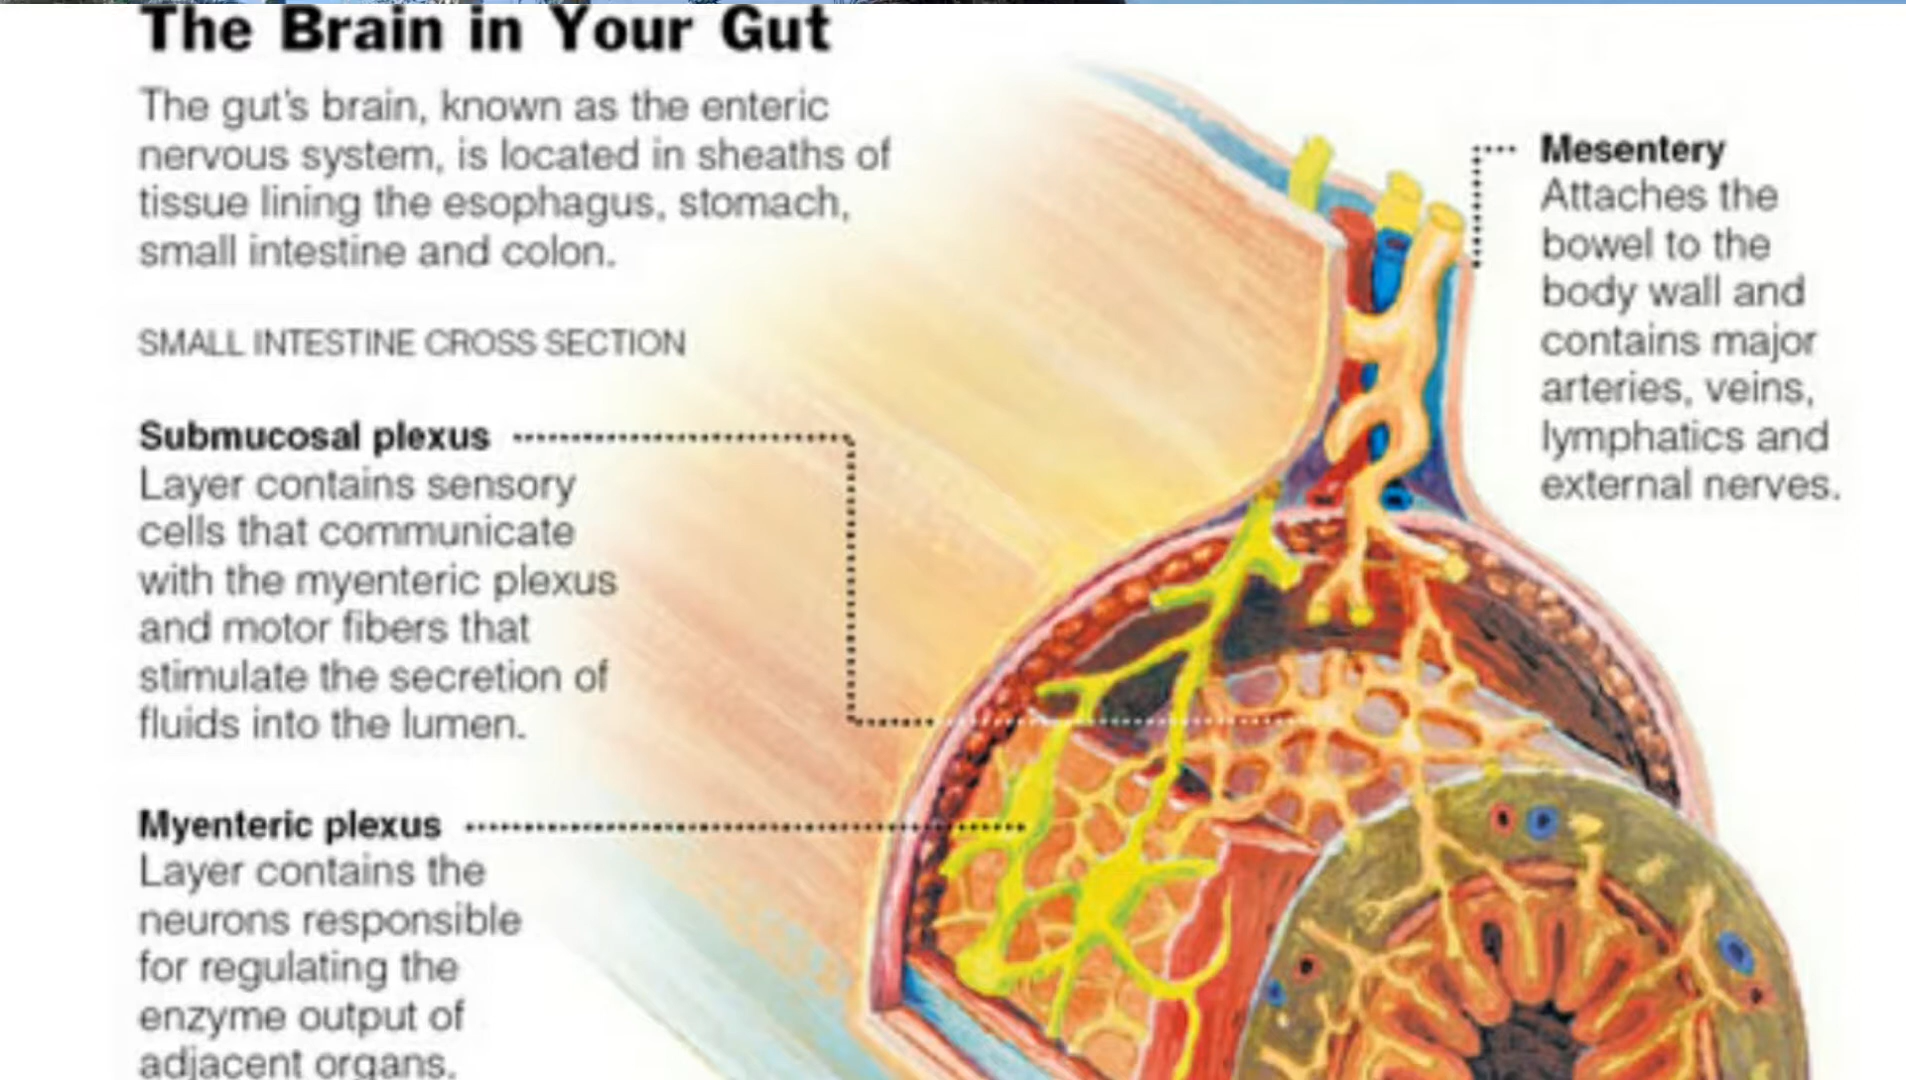 The Brain in Your Gut
The gut's brain, known as the enteric
nervous system, is located in sheaths of
tissue lining the esophagus, stomach,
small intestine and colon.
SMALL INTESTINE CROSS SECTION
Submucosal plexus
Layer contains sensory
cells that communicate
with the myenteric plexus
and motor fibers that
stimulate the secretion of
fluids into the lumen.
Myenteric plexus
Layer contains the
neurons responsible
for regulating the
enzyme output of
adjacent organs.
Mesentery
Attaches the
bowel to the
body wall and
contains major
arteries, veins,
lymphatics and
external nerves.